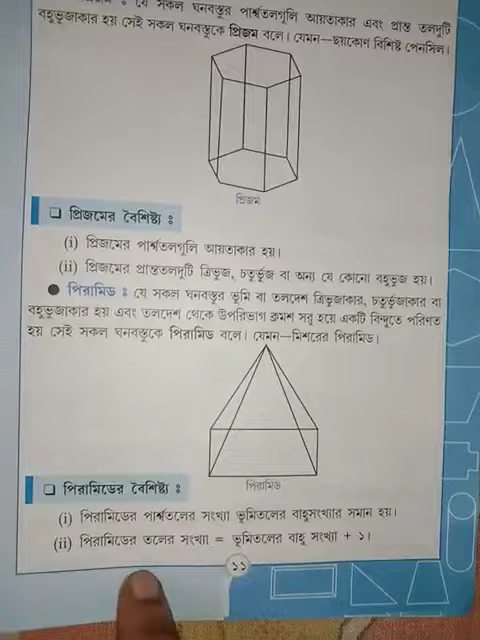 যে সকল ঘনবস্তুর পার্শ্বতলগুলি আয়তাকার এবং প্রান্ত তলদুটি
বহুভুজাকার হয় সেই সকল ঘনবস্তুকে প্রিজম বলে। যেমন—ছয়কোণ বিশিষ্ট পেনসিল।
প্রিজম
❑ প্রিজমের বৈশিষ্ট্য ঃ
(i) প্রিজমের পার্শ্বতলগুলি আয়তাকার হয়।
(ii) প্রিজমের প্রান্ততলদুটি ত্রিভুজ, চতুর্ভুজ বা অন্য যে কোনো বহুভুজ হয়।
● পিরামিড ঃ যে সকল ঘনবস্তুর ভূমি বা তলদেশ ত্রিভুজাকার, চতুর্ভুজাকার বা
বহুভুজাকার হয় এবং তলদেশ থেকে উপরিভাগ ক্রমশ সরু হয়ে একটি বিন্দুতে পরিণত
হয় সেই সকল ঘনবস্তুকে পিরামিড বলে। যেমন—মিশরের পিরামিড।
পিরামিড
❑ পিরামিডের বৈশিষ্ট্য ঃ
(i) পিরামিডের পার্শ্বতলের সংখ্যা ভূমিতলের বাহুসংখ্যার সমান হয়।
(ii) পিরামিডের তলের সংখ্যা = ভূমিতলের বাহু সংখ্যা + ১।
১১